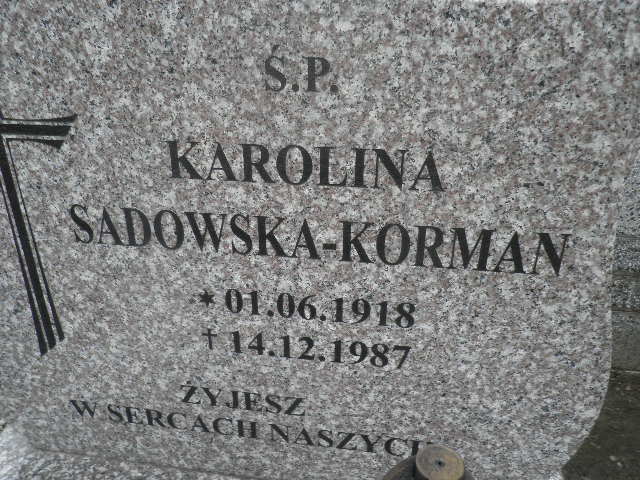 Ś.P.
KAROLINA
SADOWSKA-KORMAN
* 01.06.1918
† 14.12.1987
ŻYJESZ
W SERCACH NASZYCH